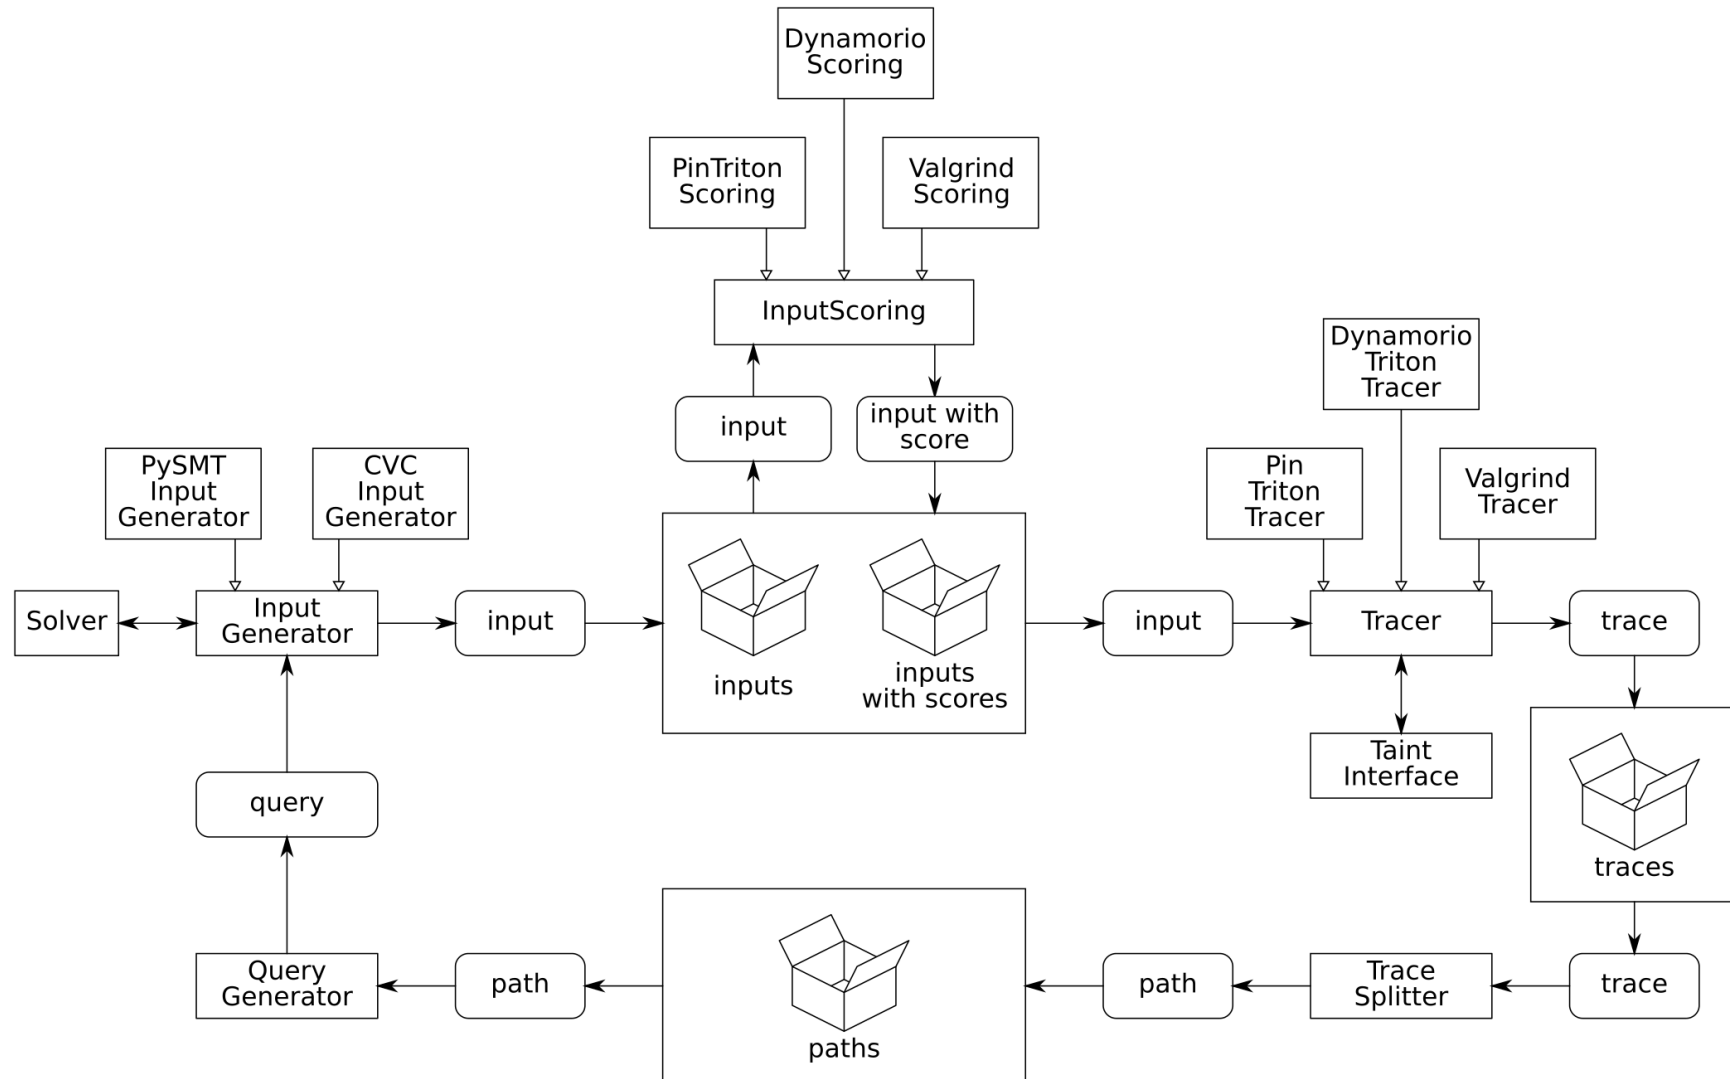 Dynamorio
Scoring
PinTriton
Scoring
Valgrind
Scoring
InputScoring
Dynamorio
Triton
Tracer
input
input with
score
PySMT
Input
Generator
CVC
Input
Generator
Pin
Triton
Tracer
Valgrind
Tracer
Solver
Input
Generator
input
inputs
inputs
with scores
input
Tracer
trace
Taint
Interface
query
traces
Query
Generator
path
paths
path
Trace
Splitter
trace